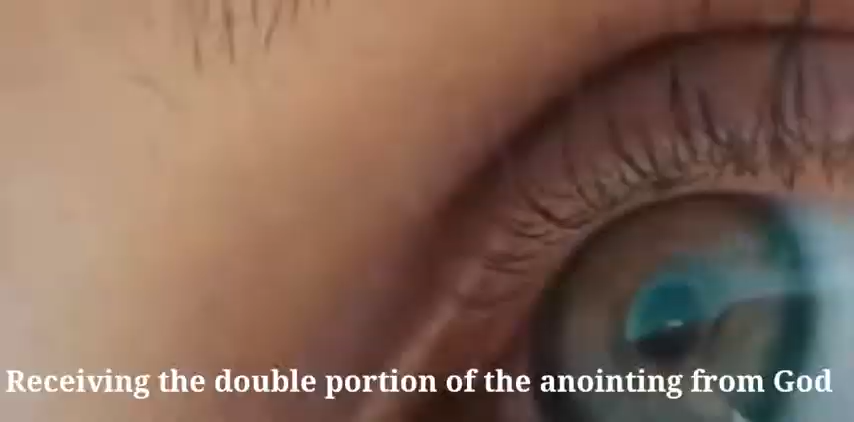 Receiving the double portion of the anointing from God